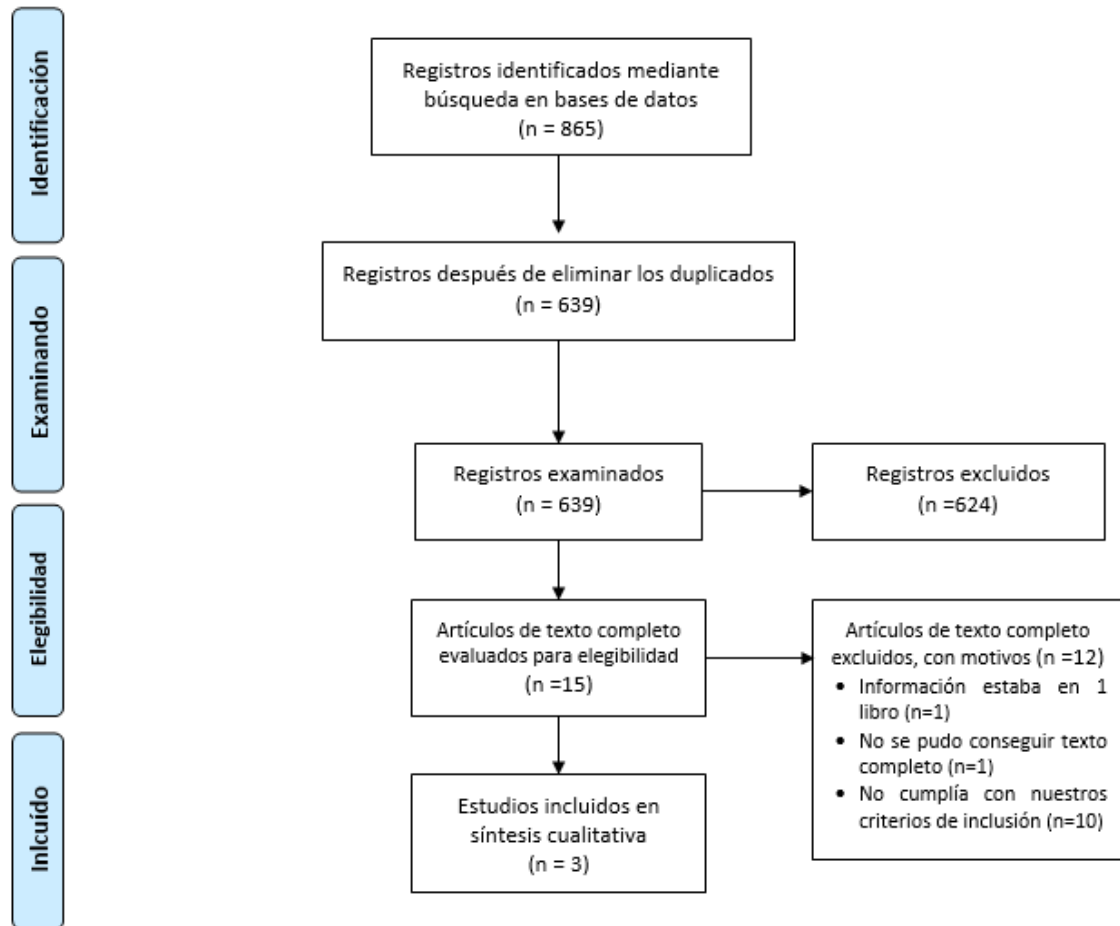 Identificación
Registros identificados mediante
búsqueda en bases de datos
(n = 865)
Examinando
Registros después de eliminar los duplicados
(n = 639)
Registros examinados
(n = 639)
Registros excluidos
(n =624)
Elegibilidad
Artículos de texto completo
evaluados para elegibilidad
(n =15)
Artículos de texto completo
excluidos, con motivos (n =12)
• Información estaba en 1
libro (n=1)
• No se pudo conseguir texto
completo (n=1)
• No cumplía con nuestros
criterios de inclusión (n=10)
Inlcuído
Estudios incluidos en
síntesis cualitativa
(n = 3)